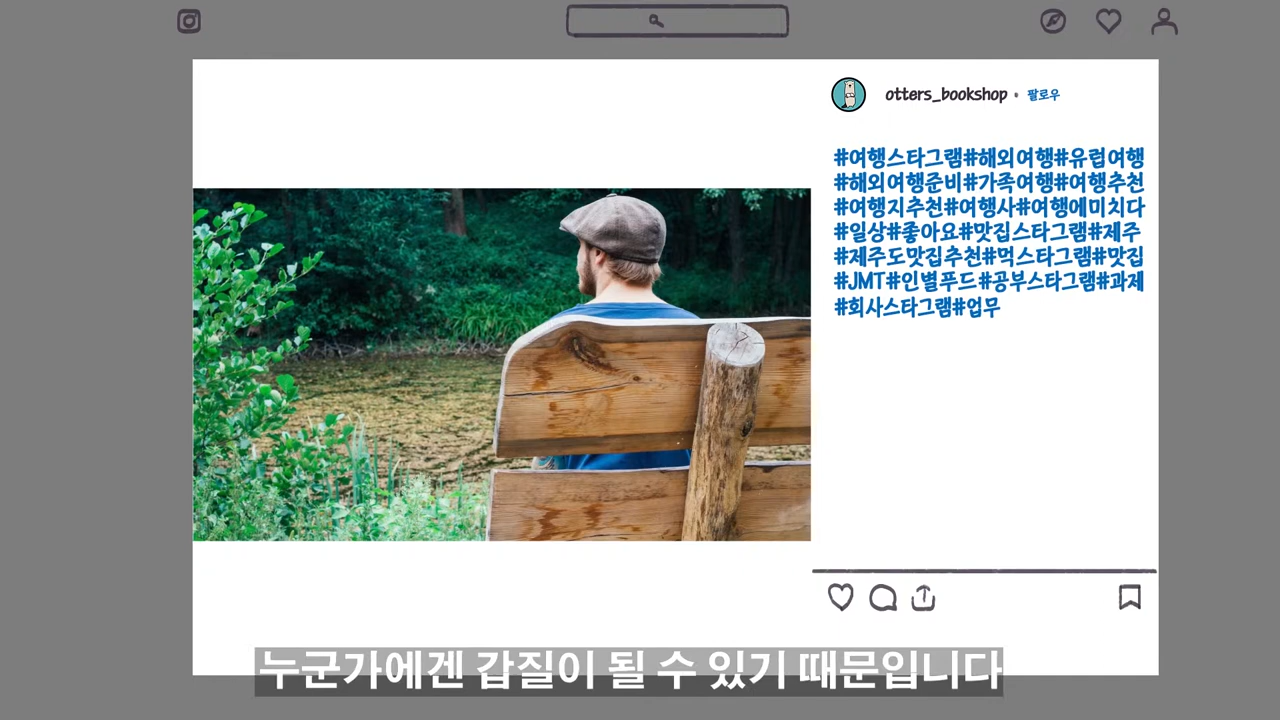 otters_bookshop • 팔로우
#여행스타그램#해외여행#유럽여행
#해외여행준비#가족여행#여행추천
#여행지추천#여행사#여행에미치다
#일상#좋아요#맛집스타그램#제주
#제주도맛집추천#먹스타그램#맛집
#JMT#인별푸드#공부스타그램#과제
#회사스타그램#업무
누군가에겐 갑질이 될 수 있기 때문입니다